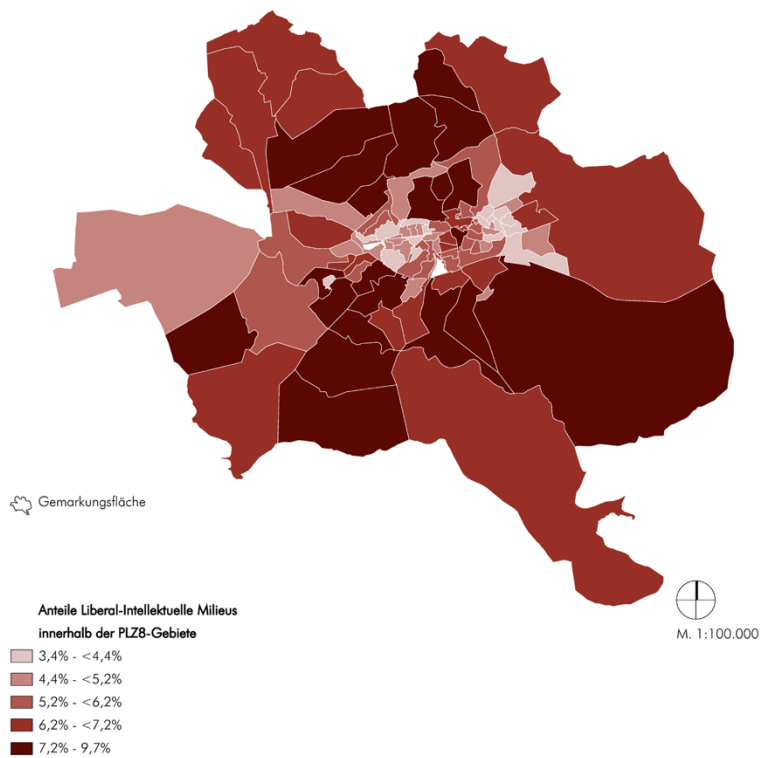 Gemarkungsfläche
Anteile Liberal-Intellektuelle Milieus
innerhalb der PLZ8-Gebiete
M. 1:100.000
3,4% - <4,4%
4,4% - <5,2%
5,2% - <6,2%
6,2% - <7,2%
7,2% - 9,7%